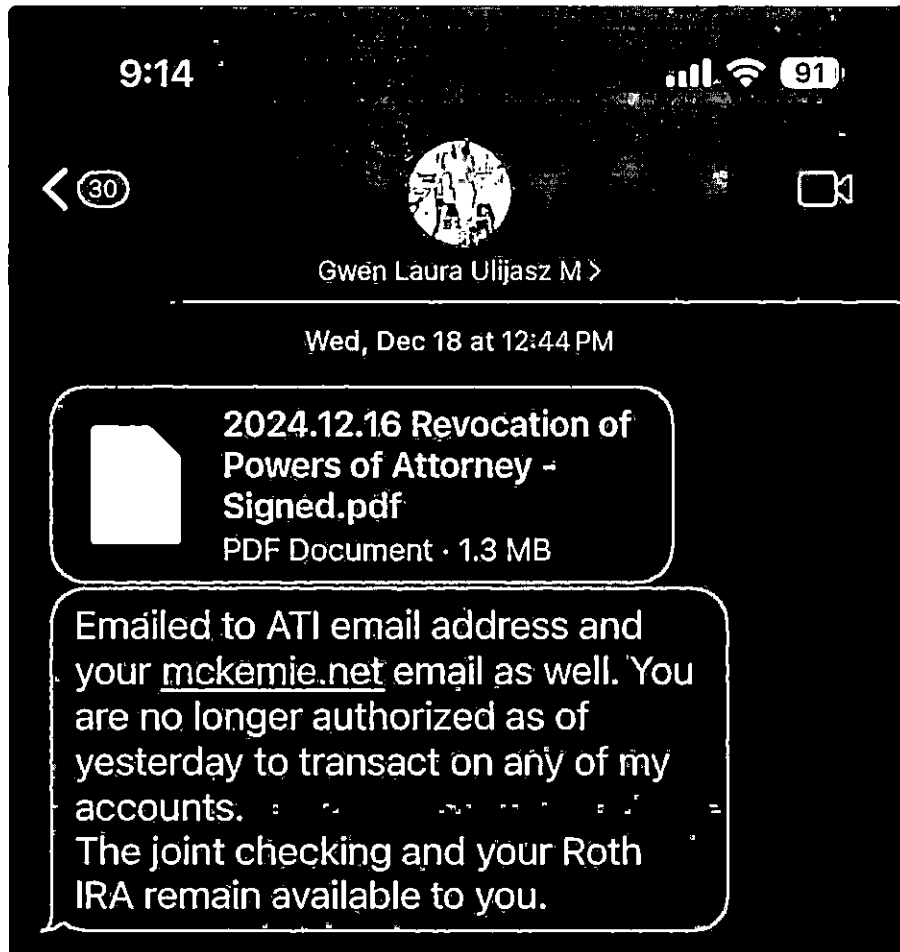 9:14
91
30
Gwen Laura Ulijasz M >
Wed, Dec 18 at 12:44 PM
2024.12.16 Revocation of
Powers of Attorney -
Signed.pdf
PDF Document · 1.3 MB
Emailed to ATI email address and
your mckemie.net email as well. You
are no longer authorized as of
yesterday to transact on any of my
accounts.
The joint checking and your Roth
IRA remain available to you.